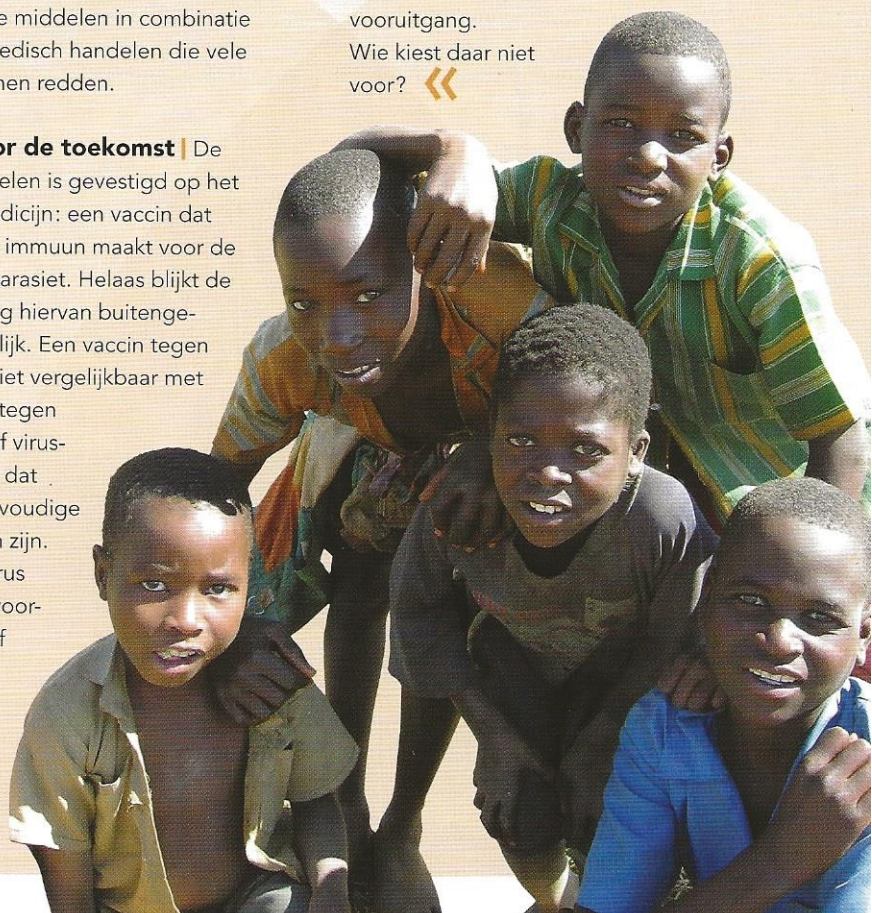 e middelen in combinatie
edisch handelen die vele
nen redden.
or de toekomst | De
elen is gevestigd op het
dicijn: een vaccin dat
immuun maakt voor de
arasiet. Helaas blijkt de
g hiervan buitenge-
lijk. Een vaccin tegen
iet vergelijkbaar met
tegen
f virus-
dat
voudige
n zijn.
rus
oor-
f
vooruitgang.
Wie kiest daar niet
voor? «